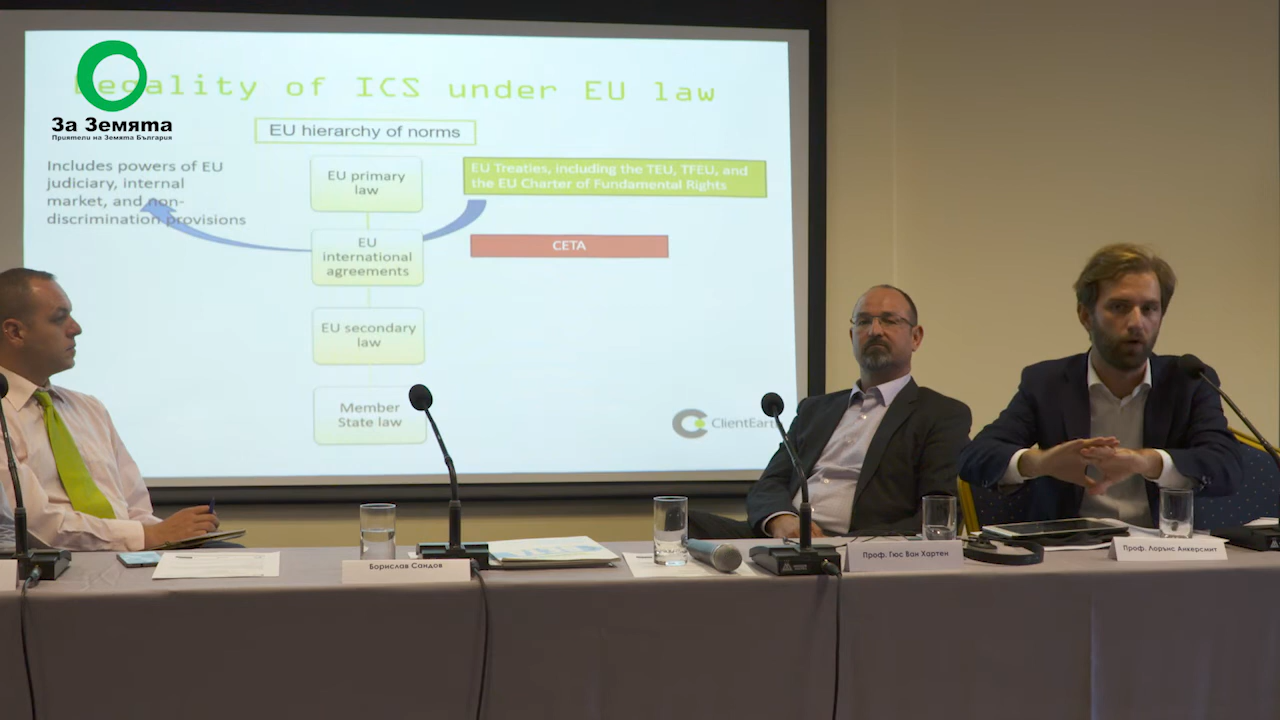 Legality of ICS under EU law
За Земята
Приятели на Земята България
EU hierarchy of norms
Includes powers of EU
judiciary, internal
market, and non-
discrimination provisions
EU primary
law
EU Treaties, including the TEU, TFEU, and
the EU Charter of Fundamental Rights
EU
international
agreements
CETA
EU secondary
law
Member
State law
ClientEart
Борислав Сандов
Проф. Гюс Ван Хартен
Проф. Лорънс Анкерсмит